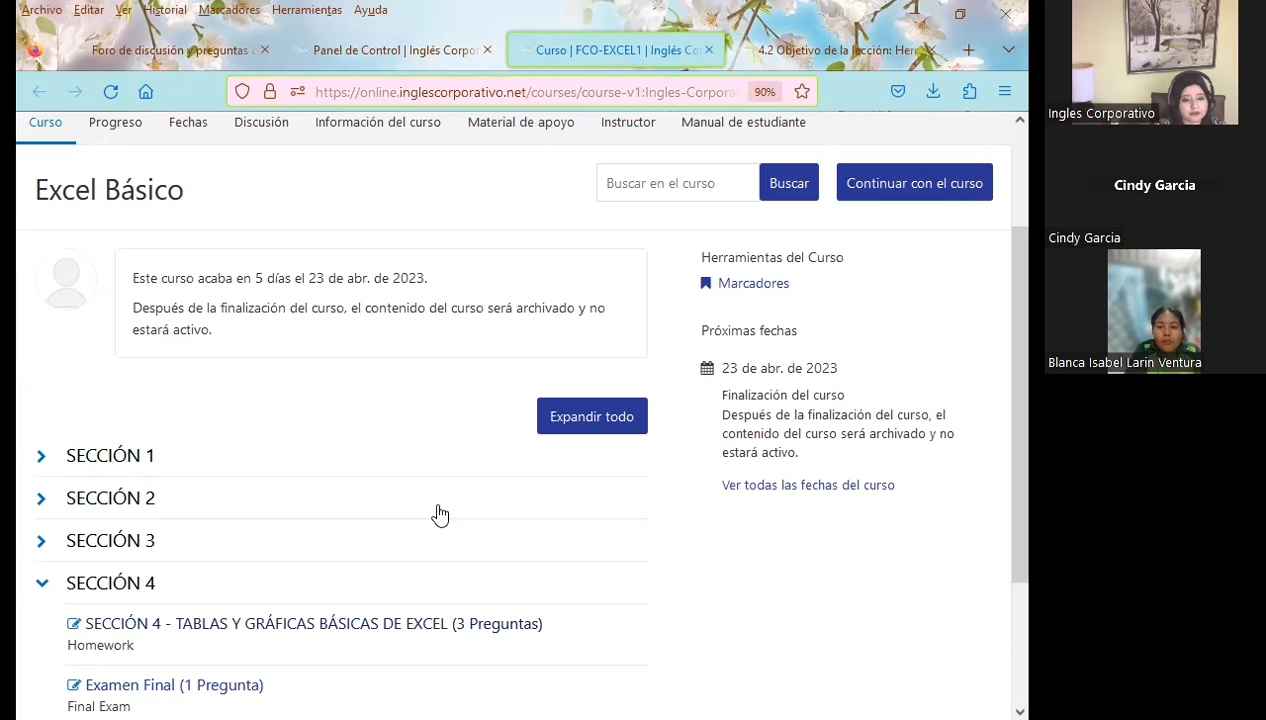 Archivo Editar Ver Historial Marcadores Herramientas Ayuda
Foro de discusión y preguntas
Panel de Control | Inglés Corpor
Curso | FCO-EXCEL1 | Inglés Co
4.2 Objetivo de la lección: Her
https://online.inglescorporativo.net/courses/course-v1:Ingles-Corpora
90%
Curso Progreso Fechas Discusión Información del curso Material de apoyo Instructor Manual de estudiante
Excel Básico
Buscar en el curso
Buscar
Continuar con el curso
Este curso acaba en 5 días el 23 de abr. de 2023.
Después de la finalización del curso, el contenido del curso será archivado y no
estará activo.
Herramientas del Curso
Marcadores
Próximas fechas
23 de abr. de 2023
Finalización del curso
Después de la finalización del curso, el
contenido del curso será archivado y no
estará activo.
Ver todas las fechas del curso
Expandir todo
SECCIÓN 1
SECCIÓN 2
SECCIÓN 3
SECCIÓN 4
SECCIÓN 4 - TABLAS Y GRÁFICAS BÁSICAS DE EXCEL (3 Preguntas)
Homework
Examen Final (1 Pregunta)
Final Exam
Ingles Corporativo
Cindy Garcia
Cindy Garcia
Blanca Isabel Larin Ventura